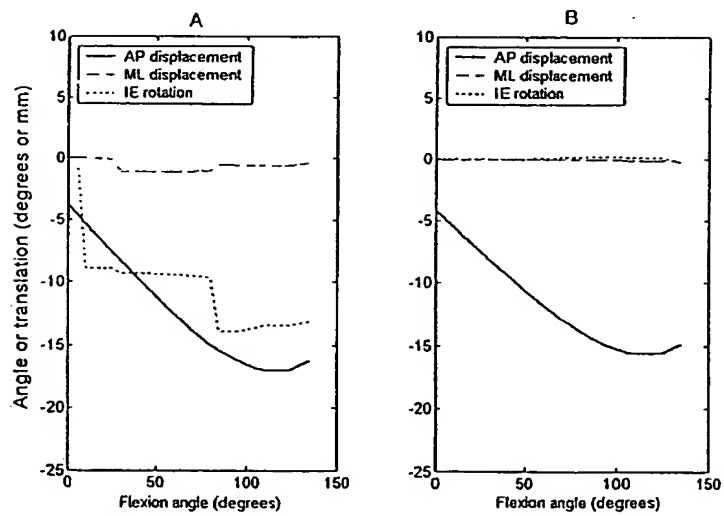 A
10
5
0
-5
-10
-15
-20
-25
0
50
100
150
AP displacement
ML displacement
IE rotation
Angle or translation (degrees or mm)
Flexion angle (degrees)
B
10
5
0
-5
-10
-15
-20
-25
0
50
100
150
AP displacement
ML displacement
IE rotation
Flexion angle (degrees)